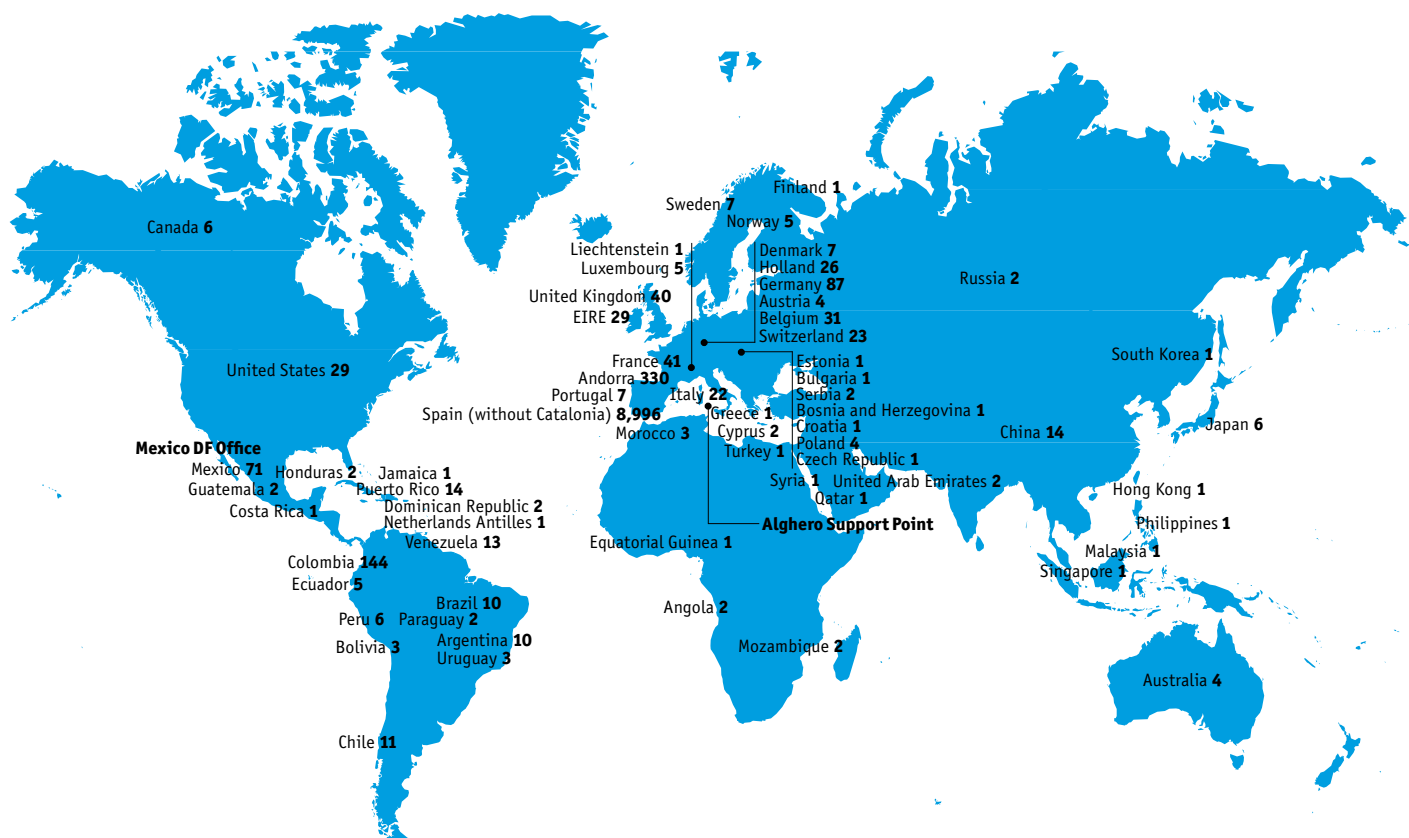 Finland 1
Sweden 7
Norway 5
Canada 6
Liechtenstein 1
Luxembourg 5
Denmark 7
Holland 26
Germany 87
Austria 4
Belgium 31
Switzerland 23
Russia 2
United Kingdom 40
EIRE 29
United States 29
France 41
Andorra 330
Portugal 7
Italy 22
Spain (without Catalonia) 8,996
Greece 1
Morocco 3
Cyprus 2
Turkey 1
Estonia 1
Bulgaria 1
Serbia 2
Bosnia and Herzegovina 1
Croatia 1
Poland 4
Czech Republic 1
South Korea 1
China 14
Japan 6
Mexico DF Office
Mexico 71
Honduras 2
Jamaica 1
Guatemala 2
Puerto Rico 14
Costa Rica 1
Dominican Republic 2
Netherlands Antilles 1
Syria 1
United Arab Emirates 2
Qatar 1
Hong Kong 1
Alghero Support Point
Philippines 1
Venezuela 13
Equatorial Guinea 1
Malaysia 1
Singapore 1
Colombia 144
Ecuador 5
Brazil 10
Peru 6
Paraguay 2
Angola 2
Argentina 10
Bolivia 3
Uruguay 3
Mozambique 2
Australia 4
Chile 11